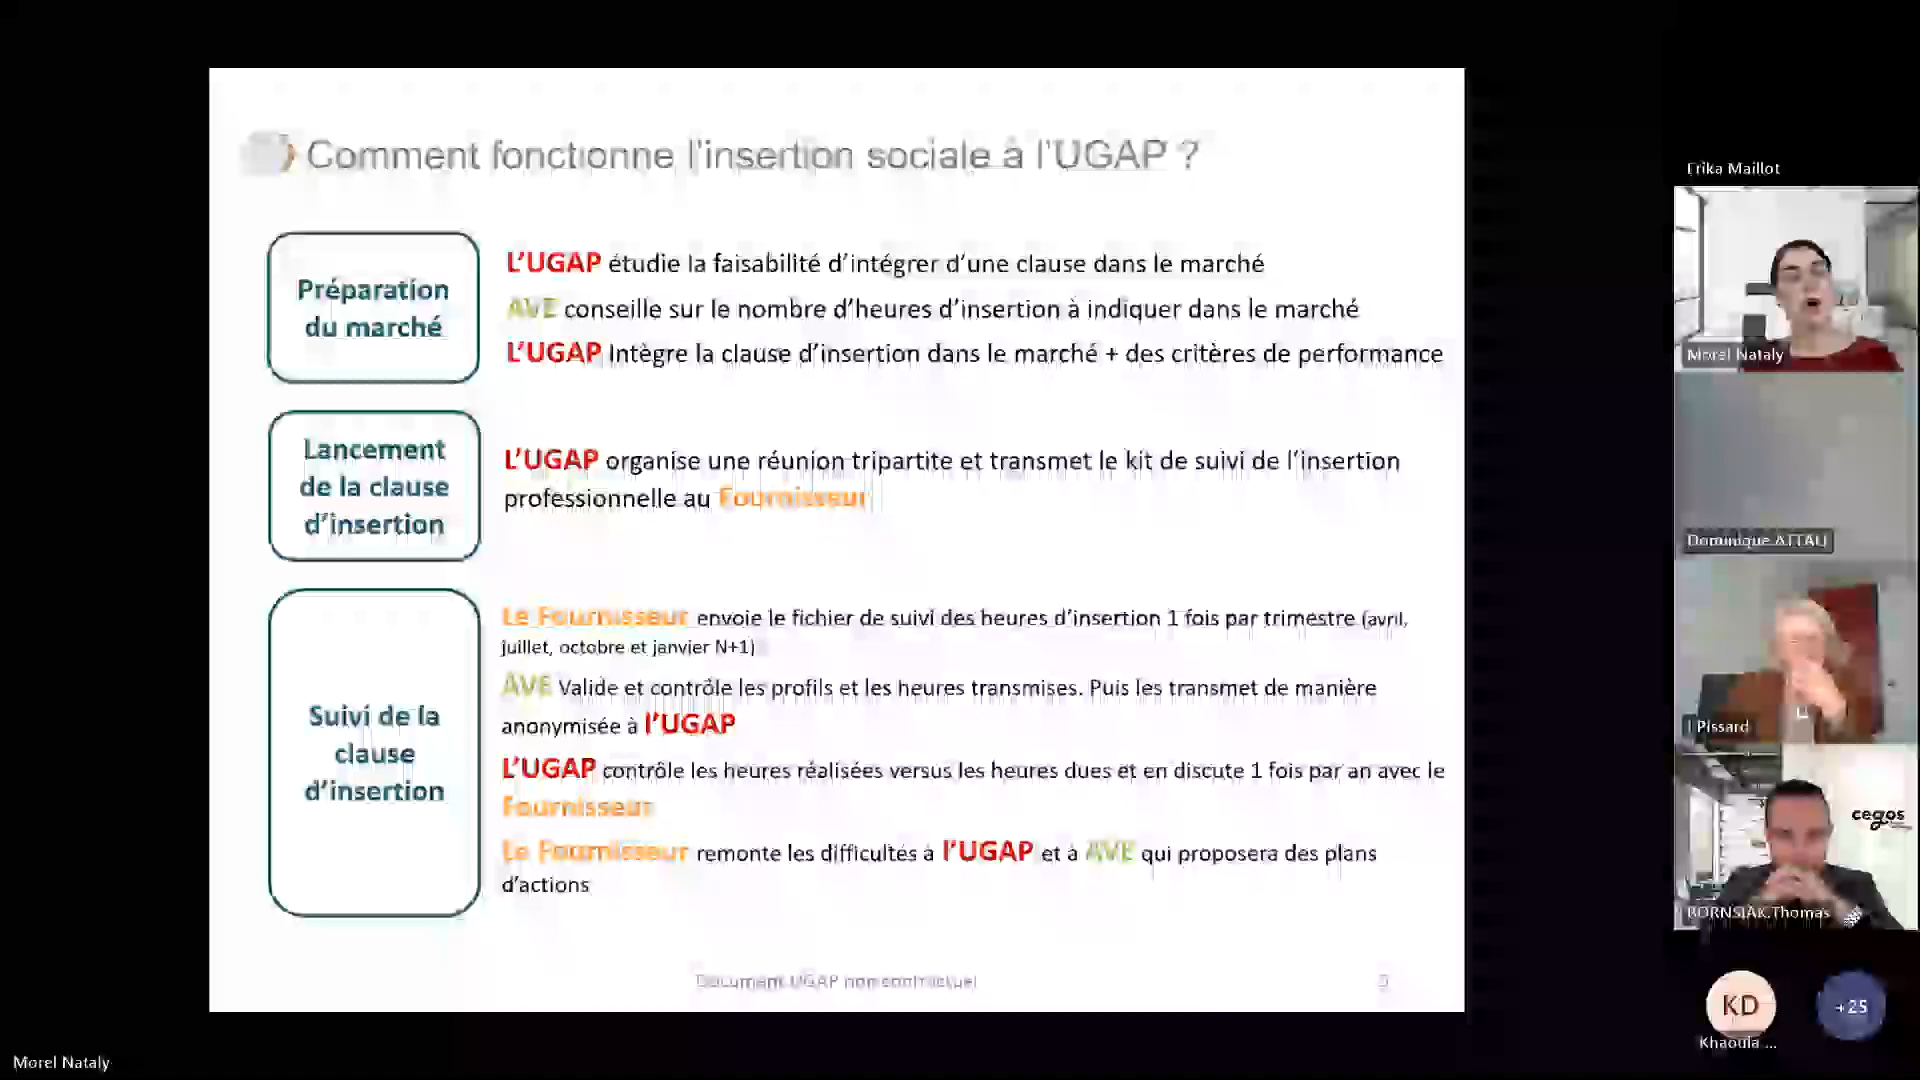 Comment fonctionne l'insertion sociale à l'UGAP ?
Préparation
du marché
L'UGAP étudie la faisabilité d'intégrer d'une clause dans le marché
AVE conseille sur le nombre d'heures d'insertion à indiquer dans le marché
L'UGAP Intègre la clause d'insertion dans le marché + des critères de performance
Lancement
de la clause
d'insertion
L'UGAP organise une réunion tripartite et transmet le kit de suivi de l'insertion
professionnelle au Fournisseur
Suivi de la
clause
d'insertion
Le Fournisseur envoie le fichier de suivi des heures d'insertion 1 fois par trimestre (avril,
juillet, octobre et janvier N+1)
AVE Valide et contrôle les profils et les heures transmises. Puis les transmet de manière
anonymisée à l'UGAP
L'UGAP contrôle les heures réalisées versus les heures dues et en discute 1 fois par an avec le
Fournisseur
Le Fournisseur remonte les difficultés à l'UGAP et à AVE qui proposera des plans
d'actions
Document UGAP non contractuel
Erika Maillot
Morel Nataly
Dominique ATTALI
Pissard
cegos
BORNSIAK.Thomas
KD
+25
Khaoula ...
Morel Nataly